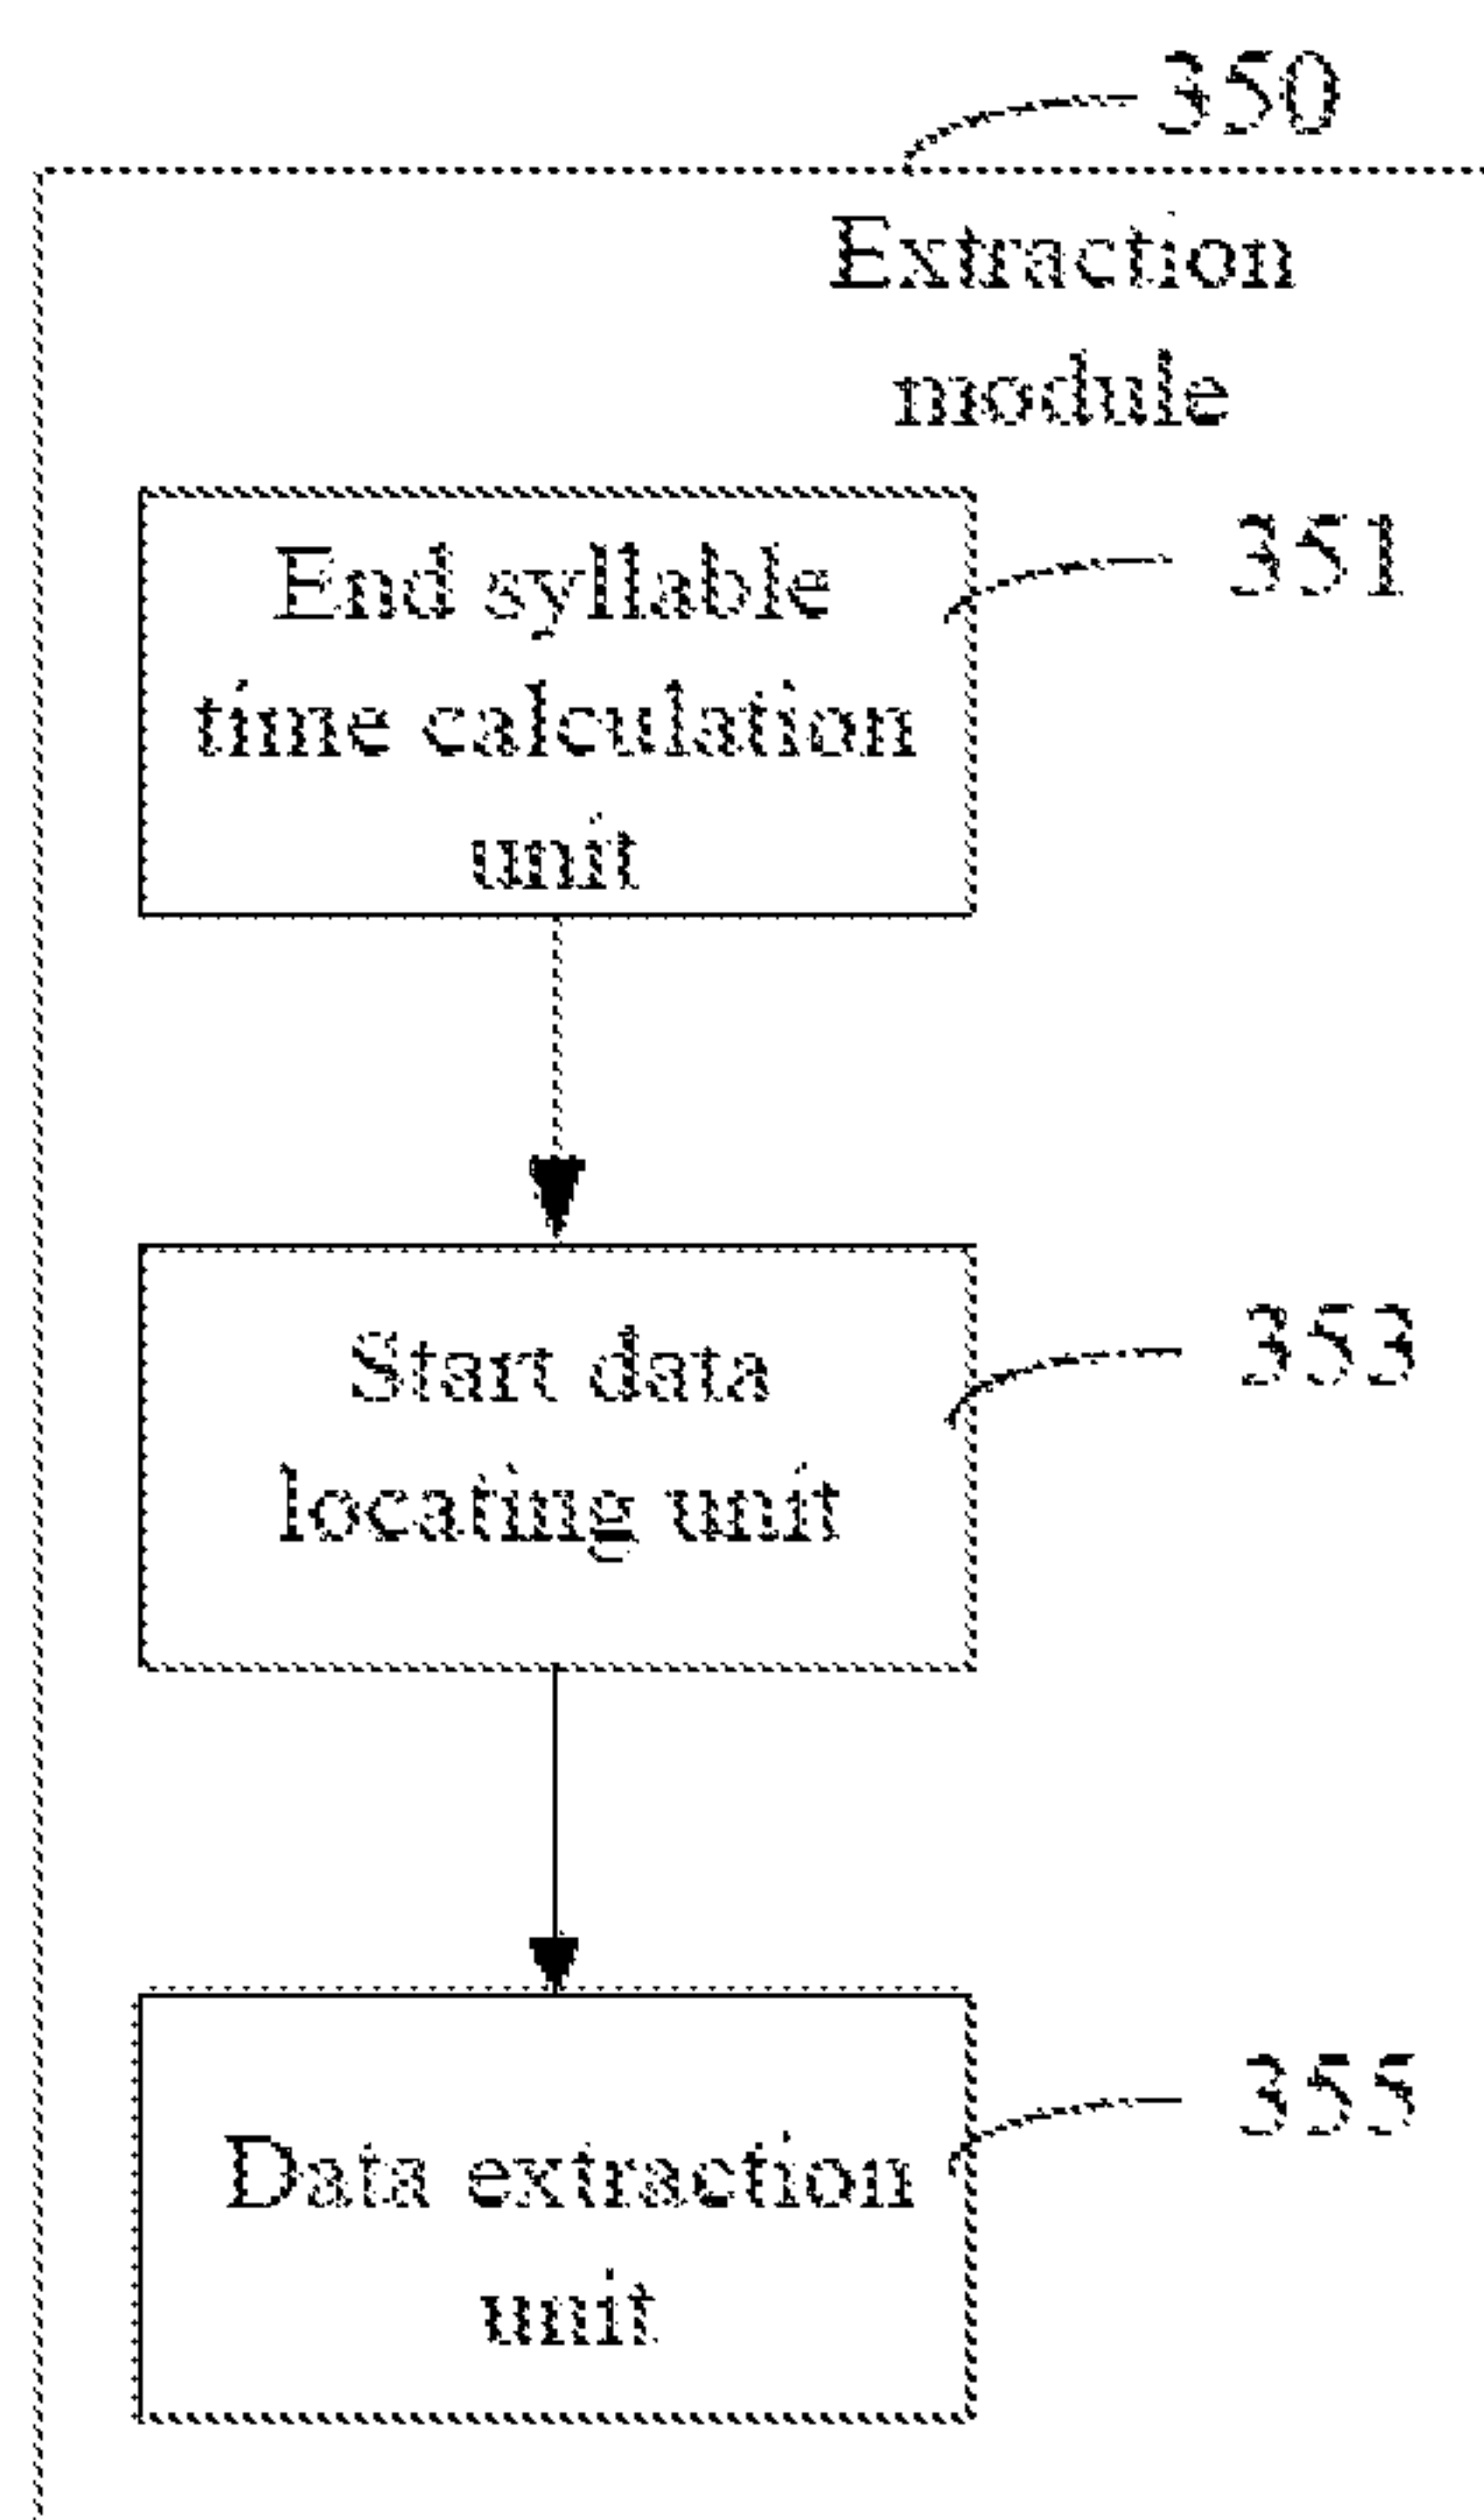 350
Extraction
module
End syllable
time calculation
unit
351
Start data
locating unit
353
Data extraction
unit
355